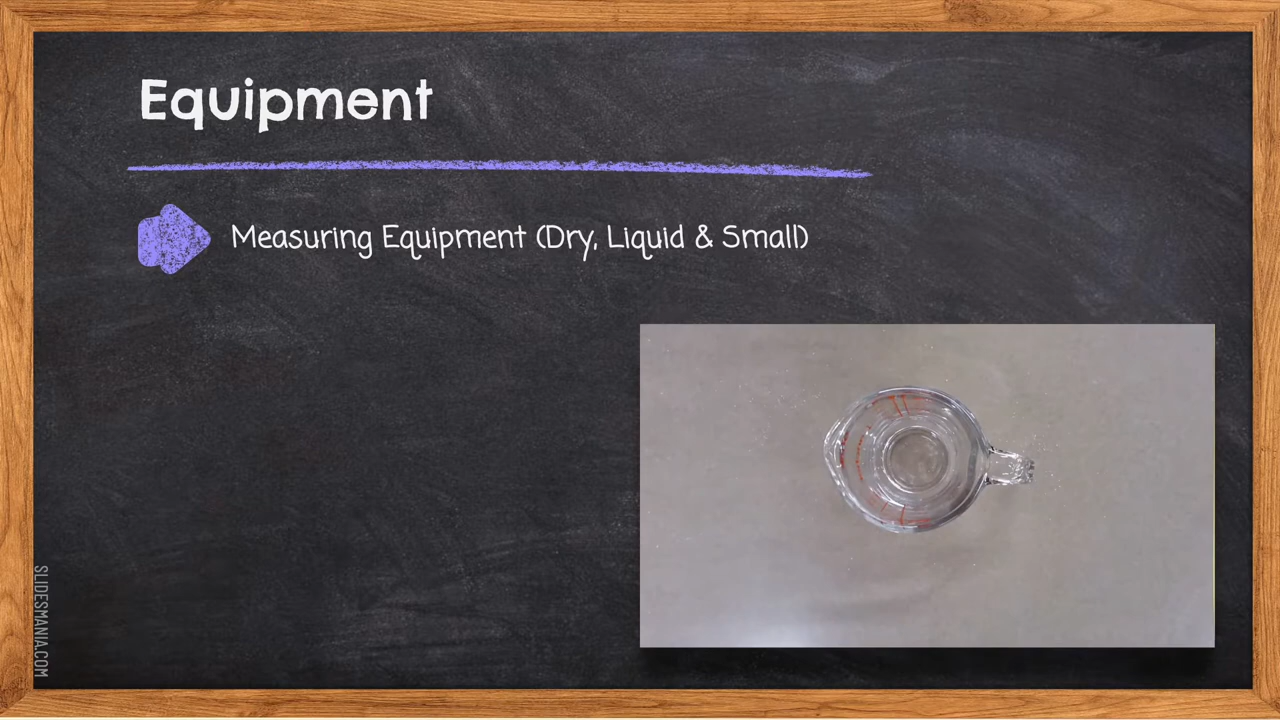 Equipment
Measuring Equipment (Dry, Liquid & Small)
SLIDESMANIA.COM